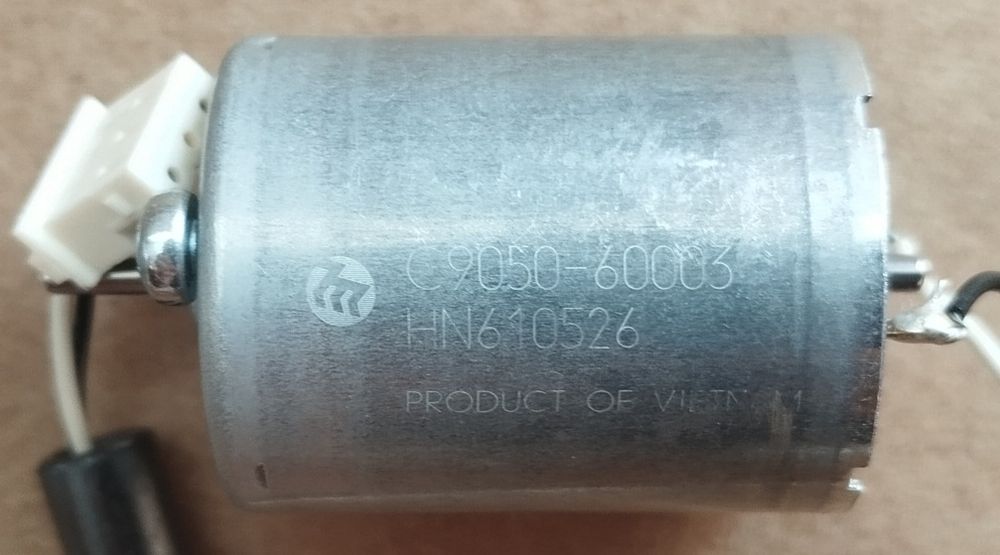 C9050-60003
HN610526
PRODUCT OF VIETNAM